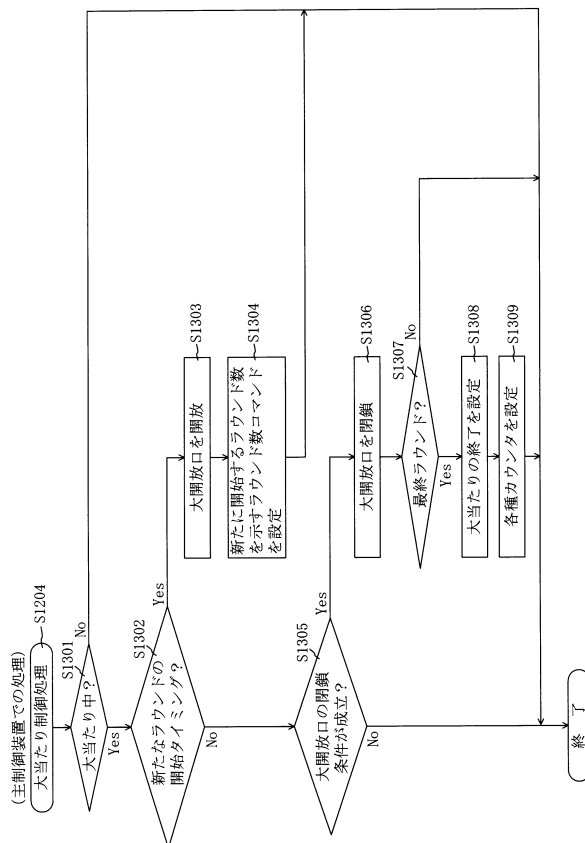 (主制御装置での処理)
大当たり制御処理
S1204
S1301
大当たり中?
No
Yes
S1302
新たなラウンドの
開始タイミング?
Yes
No
S1303
大開放口を開放
S1304
新たに開始するラウンド数
を示すラウンド数コマンド
を設定
S1305
大開放口の閉鎖
条件が成立?
Yes
No
S1306
大開放口を閉鎖
S1307
最終ラウンド?
No
Yes
S1308
大当たりの終了を設定
S1309
各種カウンタを設定
終了